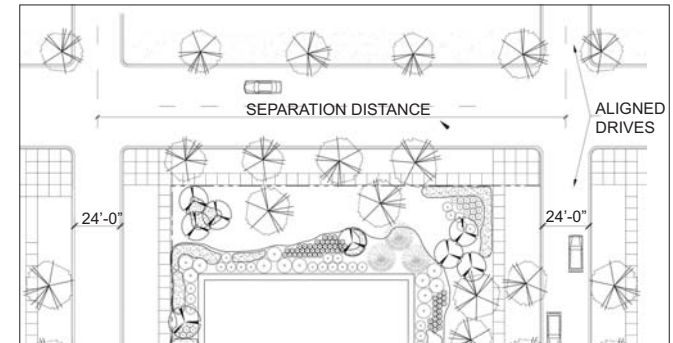 SEPARATION DISTANCE
ALIGNED
DRIVES
24'-0"
24'-0"